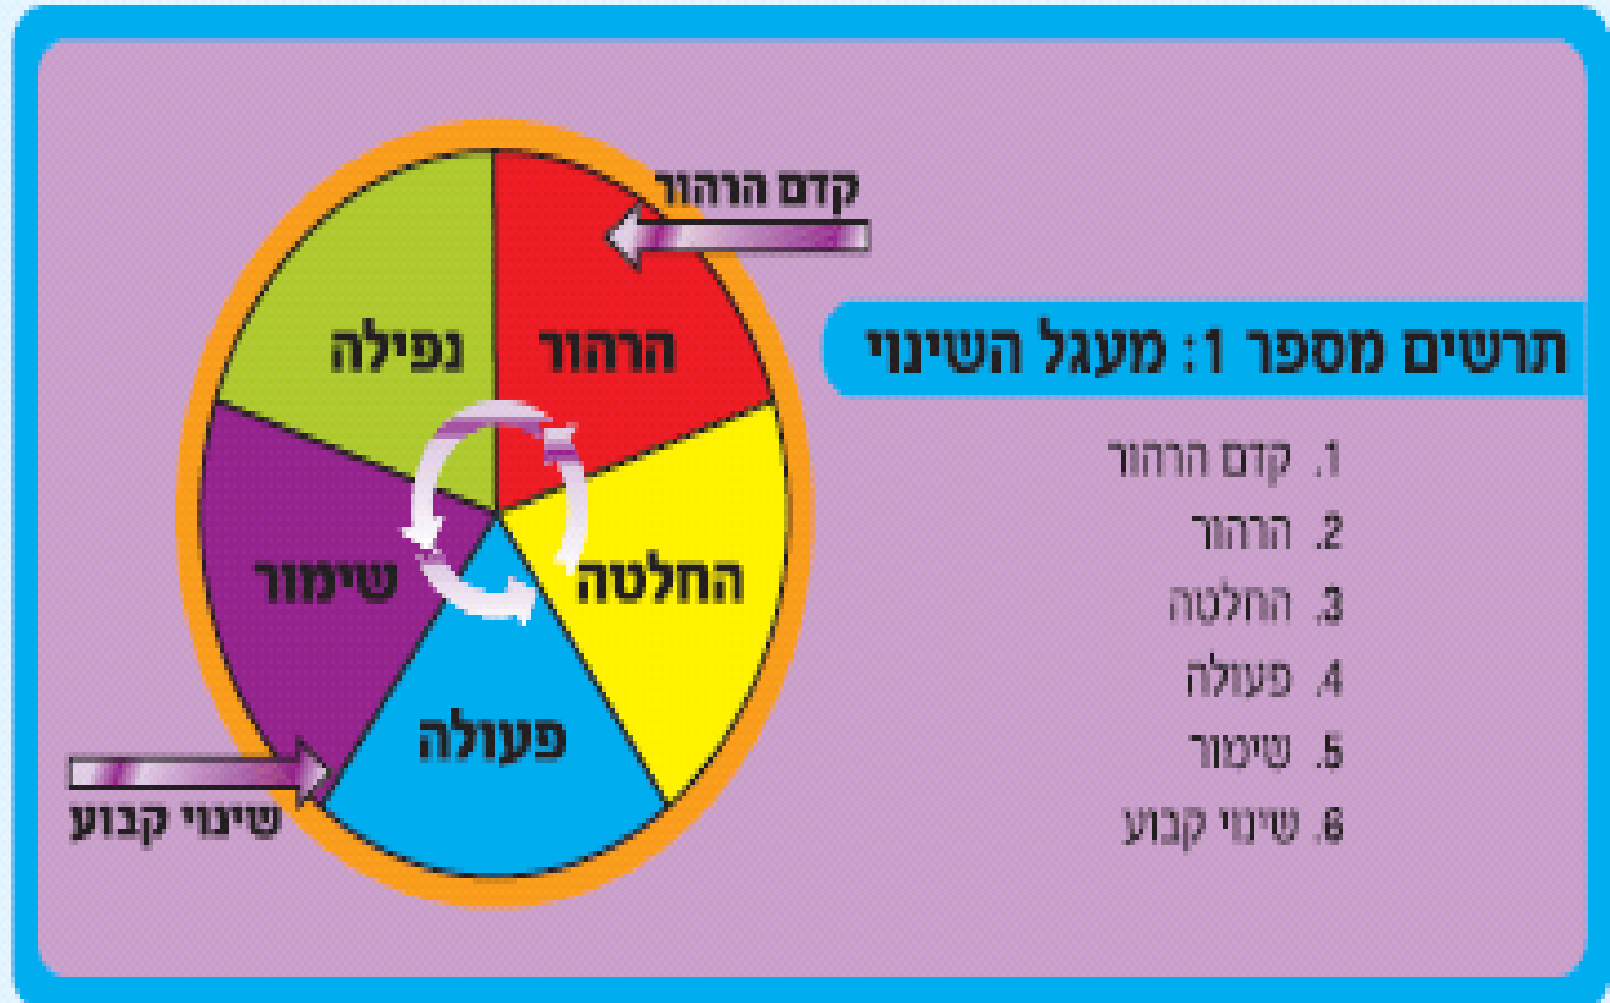 תרשים מספר 1: מעגל השינוי
1. קדם הרהור
2. הרהור
3. החלטה
4. פעולה
5. שימור
6. שינוי קבוע
קדם הרהור
נפילה
הרהור
שימור
החלטה
פעולה
שינוי קבוע